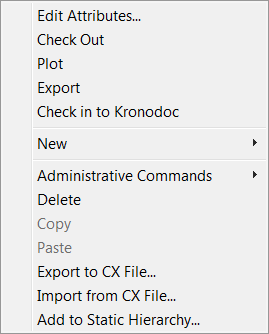 Edit Attributes...
Check Out
Plot
Export
Check in to Kronodoc
New
Administrative Commands
Delete
Copy
Paste
Export to CX File...
Import from CX File...
Add to Static Hierarchy...